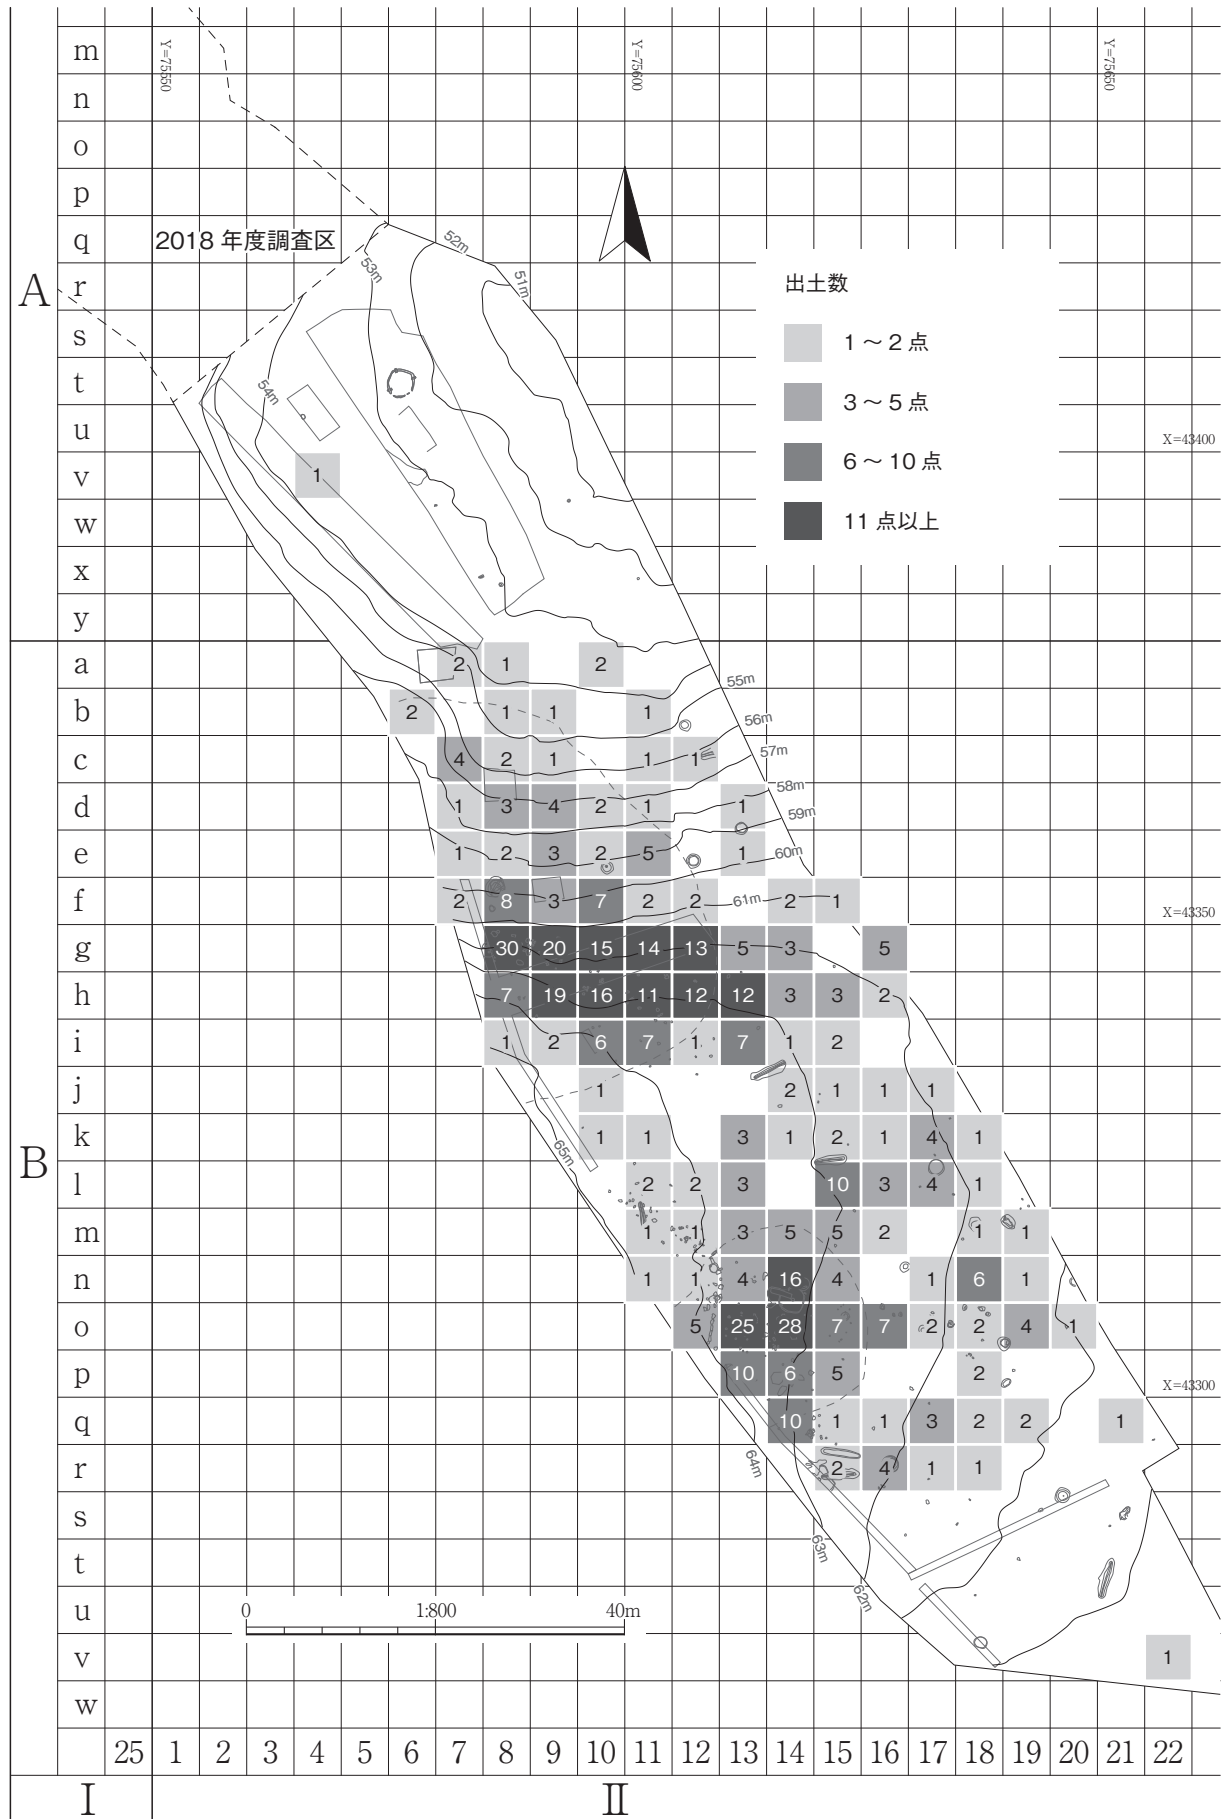 m Y=75550 Y=75600 Y=75650
n
o
p
q 2018 年度調査区 52m
53m
A
r 51m 出土数
s 1 ～ 2 点
t 54m 3 ～ 5 点
u X=43400
v 1 6 ～ 10 点
w 11 点以上
x
y
a 2 1 2 55m
b 2 1 1 1 56m
c 4 2 1 1 1 57m
d 1 3 4 2 1 1 58m 59m
e 1 2 3 2 5 1 60m
f 2 8 3 7 2 2 61m 2 1 X=43350
g 30 20 15 14 13 5 3 5
h 7 19 16 11 12 12 3 3 2
i 1 2 6 7 1 7 1 2
j 1 2 1 1 1
k 1 1 3 1 2 1 4 1
B 65m
l 2 2 3 10 3 4 1
m 1 1 3 5 5 2 1 1
n 1 1 4 16 4 1 6 1
o 5 25 28 7 7 2 2 4 1
p 10 6 5 2 X=43300
q 10 1 1 3 2 2 1
r 64m 2 4 1 1
s
t 63m
u 0 1:800 40m 62m
v 1
w
25 1 2 3 4 5 6 7 8 9 10 11 12 13 14 15 16 17 18 19 20 21 22
I II